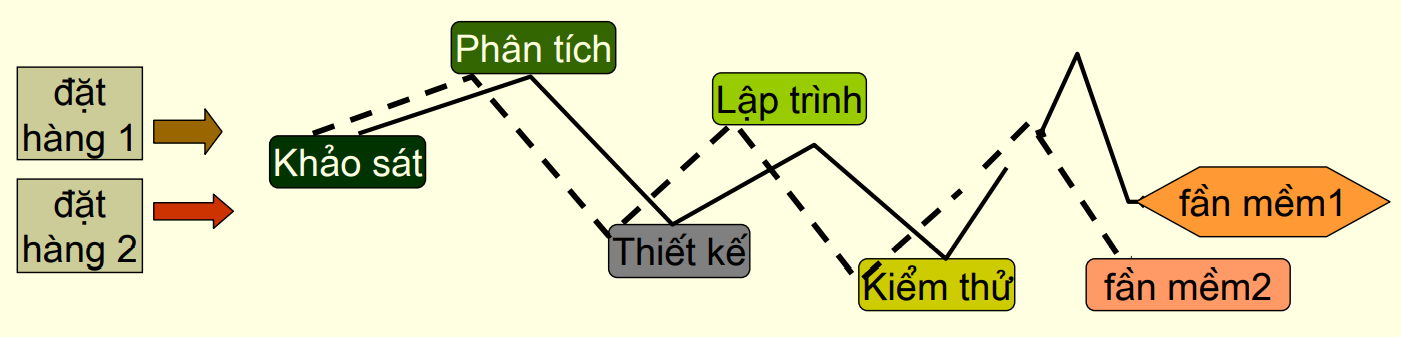 đặt
hàng 1
đặt
hàng 2
Khảo sát
Phân tích
Thiết kế
Lập trình
Kiểm thử
fần mềm1
fần mềm2